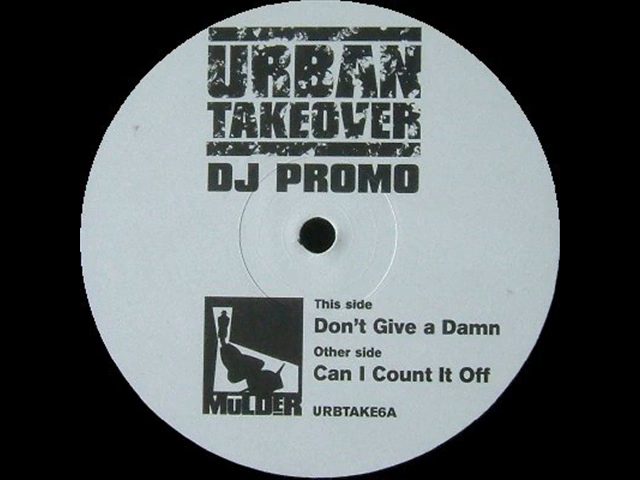 URBAN
TAKEOVER
DJ PROMO
This side
Don't Give a Damn
Other side
Can I Count It Off
MULDER
URBTAKE6A